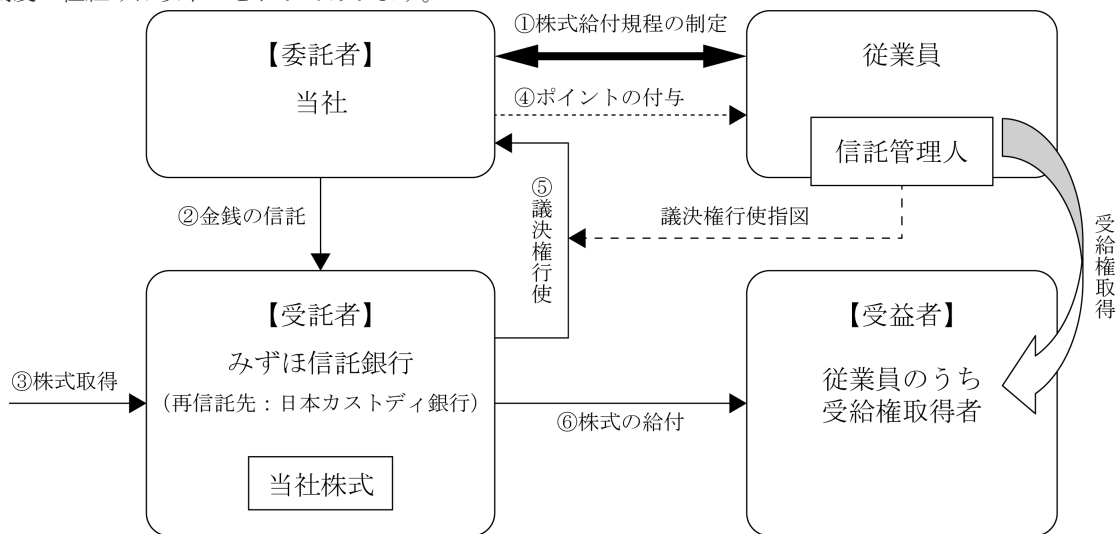 ①株式給付規程の制定
【委託者】
当社
従業員
④ポイントの付与
信託管理人
⑤議決権行使
②金銭の信託
議決権行使指図
受給権取得
【受託者】
みずほ信託銀行
(再信託先：日本カストディ銀行)
当社株式
③株式取得
⑥株式の給付
【受益者】
従業員のうち
受給権取得者